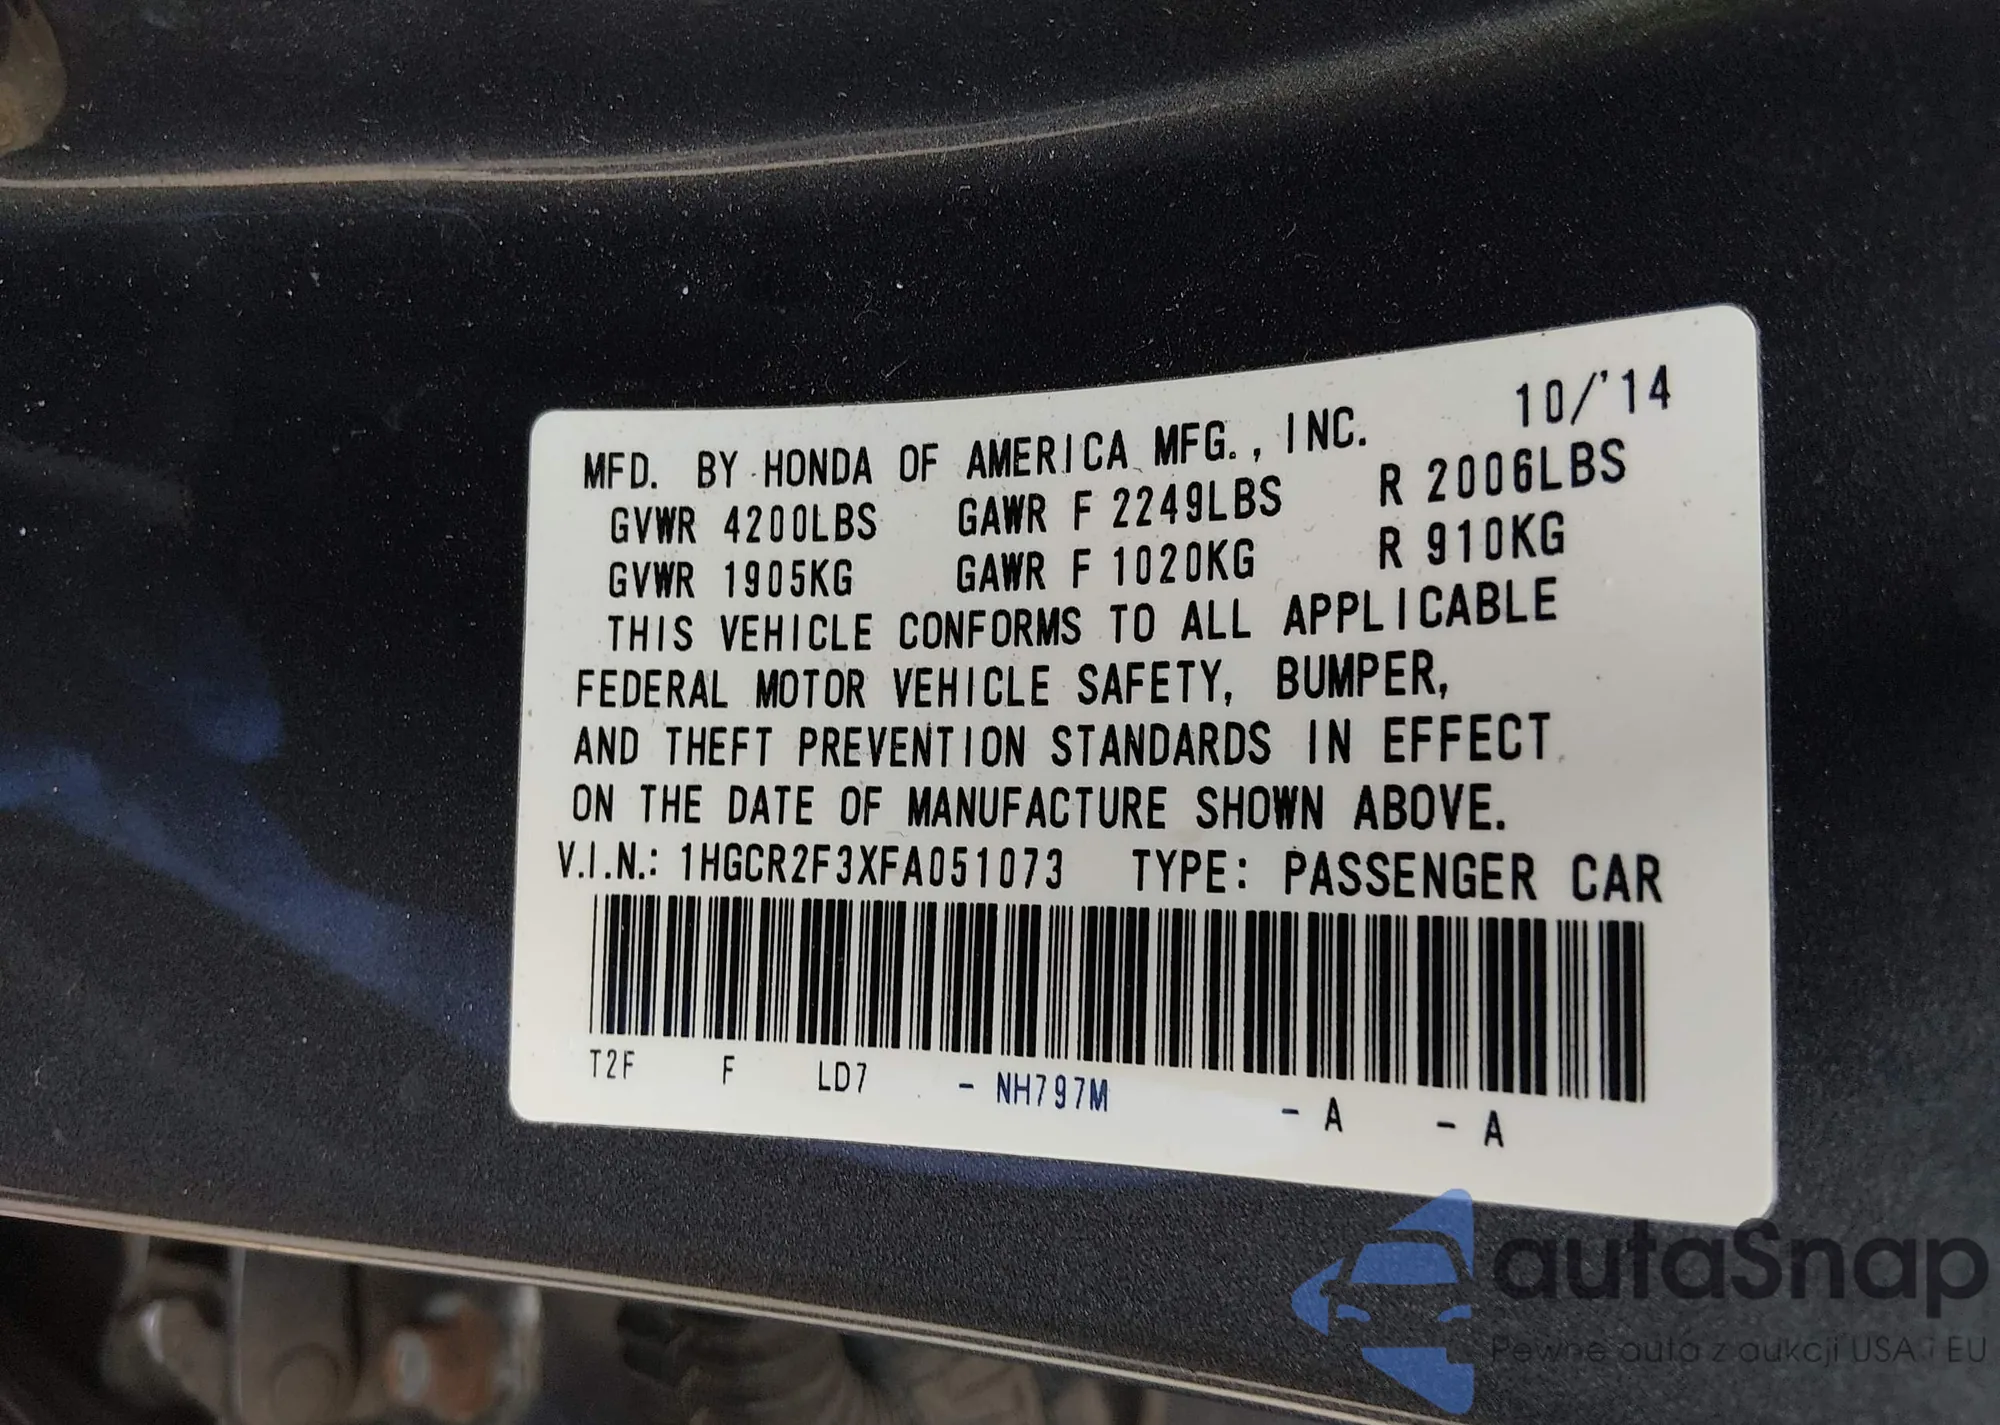 10/'14
MFD. BY HONDA OF AMERICA MFG., INC.
GVWR 4200LBS GAWR F 2249LBS R 2006LBS
GVWR 1905KG GAWR F 1020KG R 910KG
THIS VEHICLE CONFORMS TO ALL APPLICABLE
FEDERAL MOTOR VEHICLE SAFETY, BUMPER,
AND THEFT PREVENTION STANDARDS IN EFFECT
ON THE DATE OF MANUFACTURE SHOWN ABOVE.
V.I.N.: 1HGCR2F3XFA051073 TYPE: PASSENGER CAR
T2F F LD7 - NH797M - A - A
autaSnap
Pewne auta z aukcji USA i EU